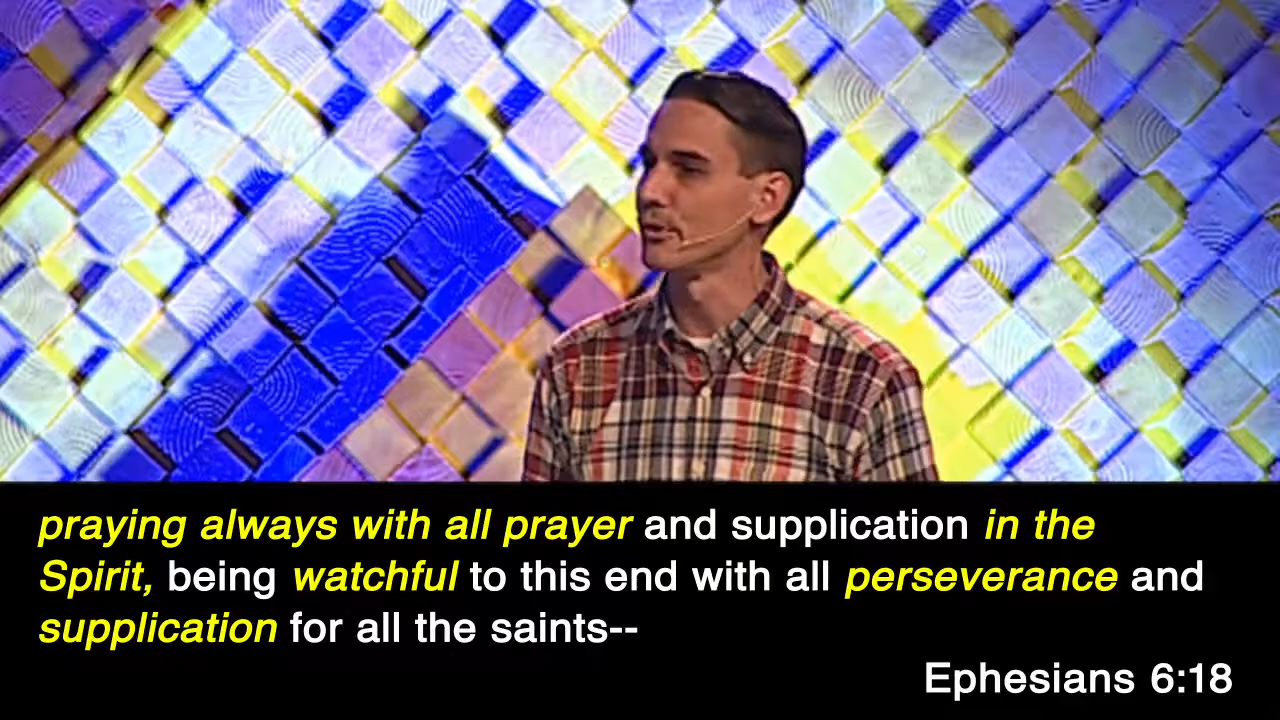 praying always with all prayer and supplication in the
Spirit, being watchful to this end with all perseverance and
supplication for all the saints--
Ephesians 6:18